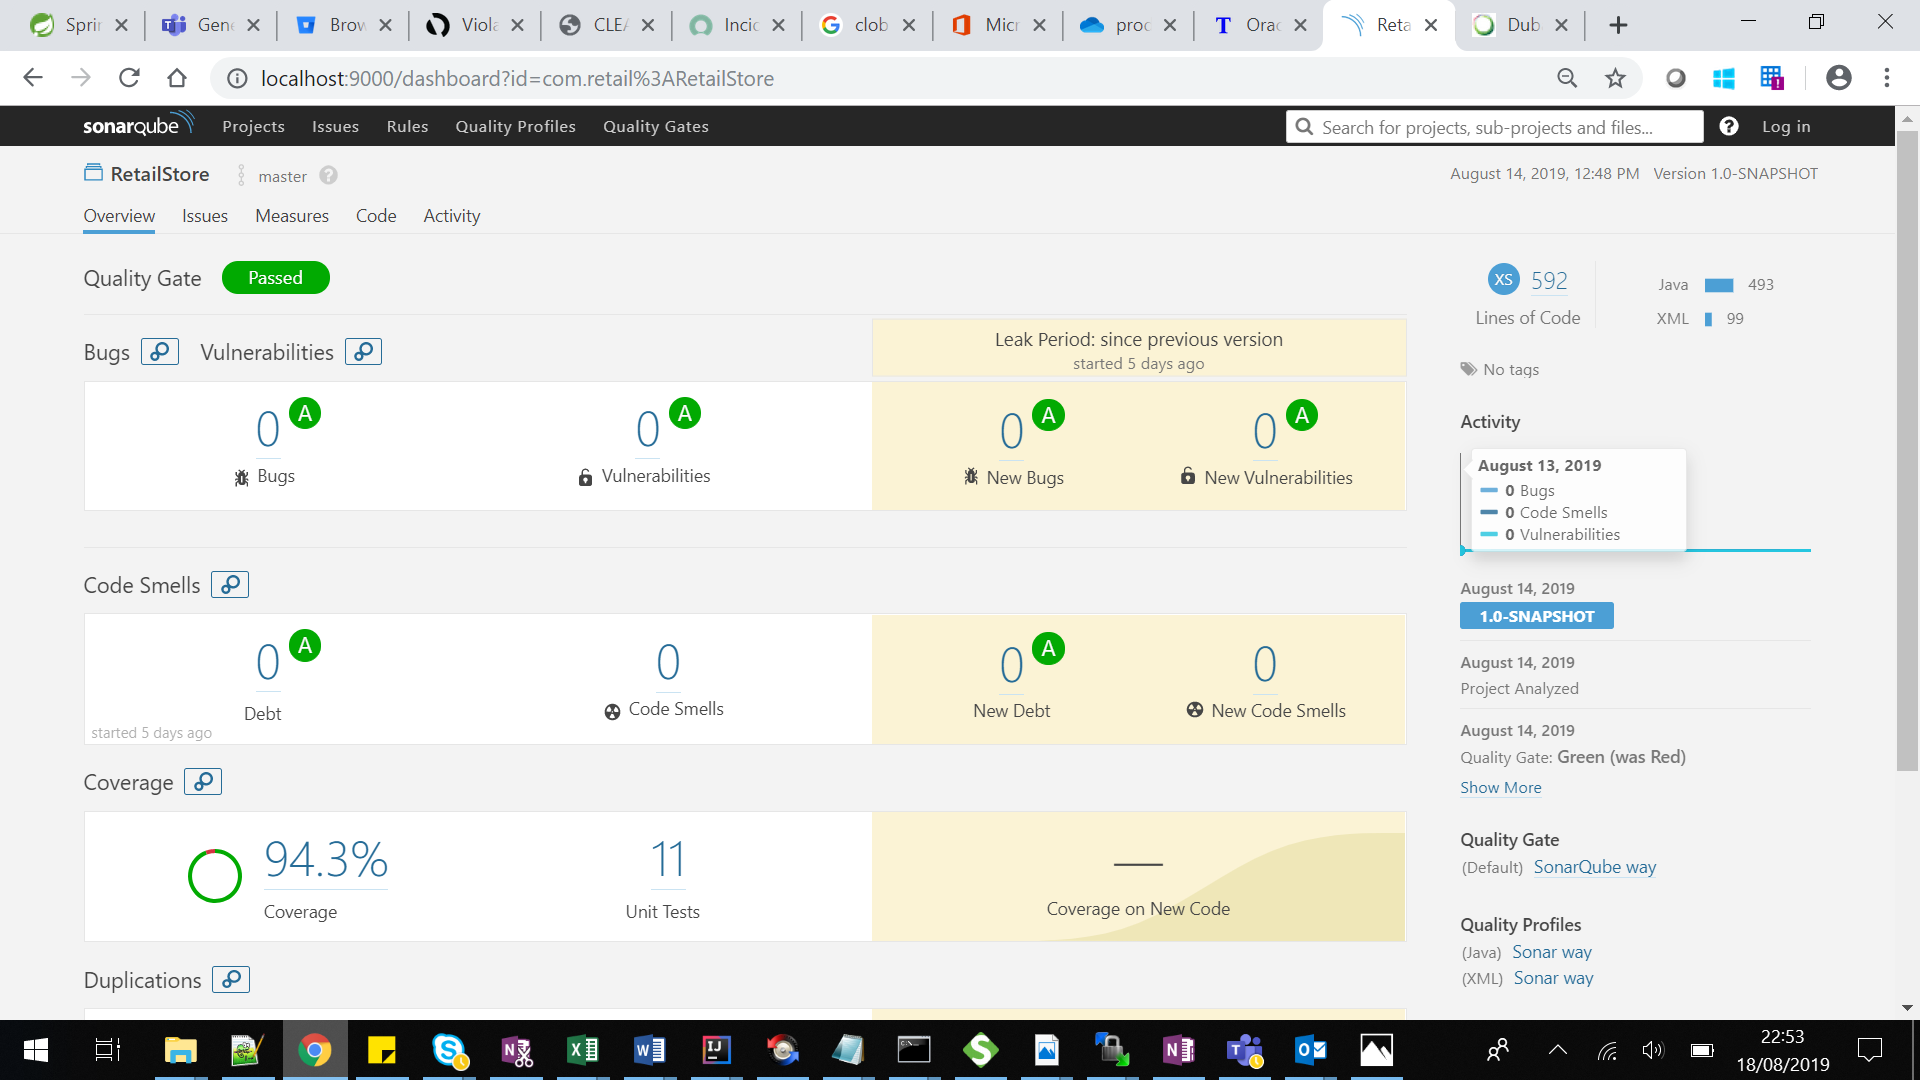 Sprin
Gene
Brow
Viola
CLEA
Incid
clob
Micr
proc
Orac
Reta
Dub
localhost:9000/dashboard?id=com.retail%3ARetailStore
sonarqube Projects Issues Rules Quality Profiles Quality Gates
Search for projects, sub-projects and files...
? Log in
RetailStore master ?
August 14, 2019, 12:48 PM Version 1.0-SNAPSHOT
Overview Issues Measures Code Activity
Quality Gate Passed
Bugs Vulnerabilities
Leak Period: since previous version
started 5 days ago
0 A
Bugs
0 A
Vulnerabilities
0 A
New Bugs
0 A
New Vulnerabilities
Code Smells
0 A
Debt
started 5 days ago
0
Code Smells
0 A
New Debt
0
New Code Smells
Coverage
94.3%
Coverage
11
Unit Tests
—
Coverage on New Code
Duplications
XS 592
Lines of Code
Java 493
XML 99
No tags
Activity
August 13, 2019
0 Bugs
0 Code Smells
0 Vulnerabilities
August 14, 2019
1.0-SNAPSHOT
August 14, 2019
Project Analyzed
August 14, 2019
Quality Gate: Green (was Red)
Show More
Quality Gate
(Default) SonarQube way
Quality Profiles
(Java) Sonar way
(XML) Sonar way
22:53
18/08/2019